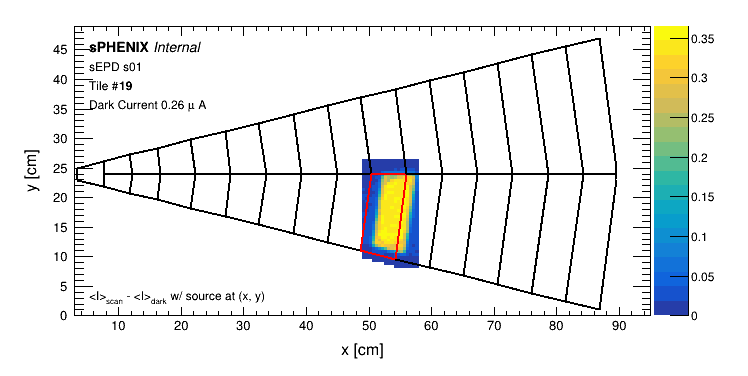 sPHENIX Internal
sEPD s01
Tile #19
Dark Current 0.26 μ A
<I>scan - <I>dark w/ source at (x, y)
y [cm]
45
40
35
30
25
20
15
10
5
0
10 20 30 40 50 60 70 80 90
x [cm]
0.35
0.3
0.25
0.2
0.15
0.1
0.05
0